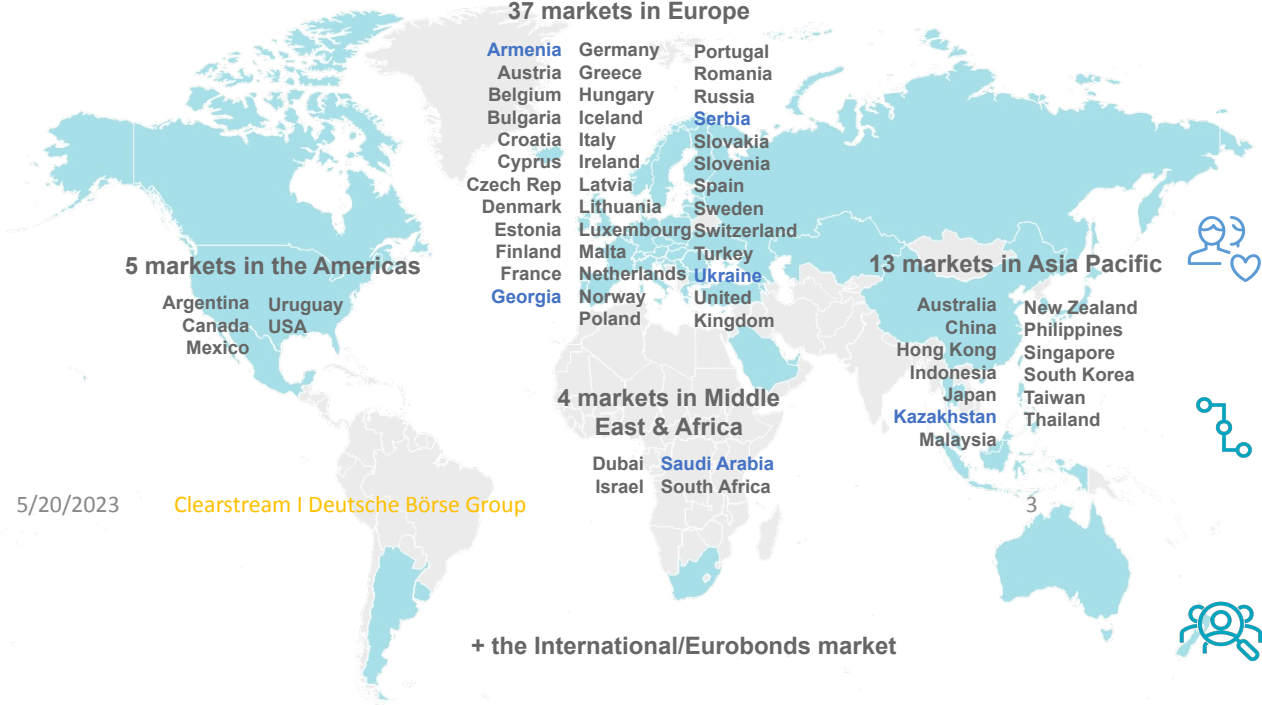 37 markets in Europe
Armenia
Austria
Belgium
Bulgaria
Croatia
Cyprus
Czech Rep
Denmark
Estonia
Finland
France
Georgia
Germany
Greece
Hungary
Iceland
Italy
Ireland
Latvia
Lithuania
Luxembourg
Malta
Netherlands
Norway
Poland
Portugal
Romania
Russia
Serbia
Slovakia
Slovenia
Spain
Sweden
Switzerland
Turkey
Ukraine
United
Kingdom
5 markets in the Americas
Argentina
Canada
Mexico
Uruguay
USA
13 markets in Asia Pacific
Australia
China
Hong Kong
Indonesia
Japan
Kazakhstan
Malaysia
New Zealand
Philippines
Singapore
South Korea
Taiwan
Thailand
4 markets in Middle
East & Africa
Dubai
Israel
Saudi Arabia
South Africa
5/20/2023
Clearstream I Deutsche Börse Group
3
+ the International/Eurobonds market